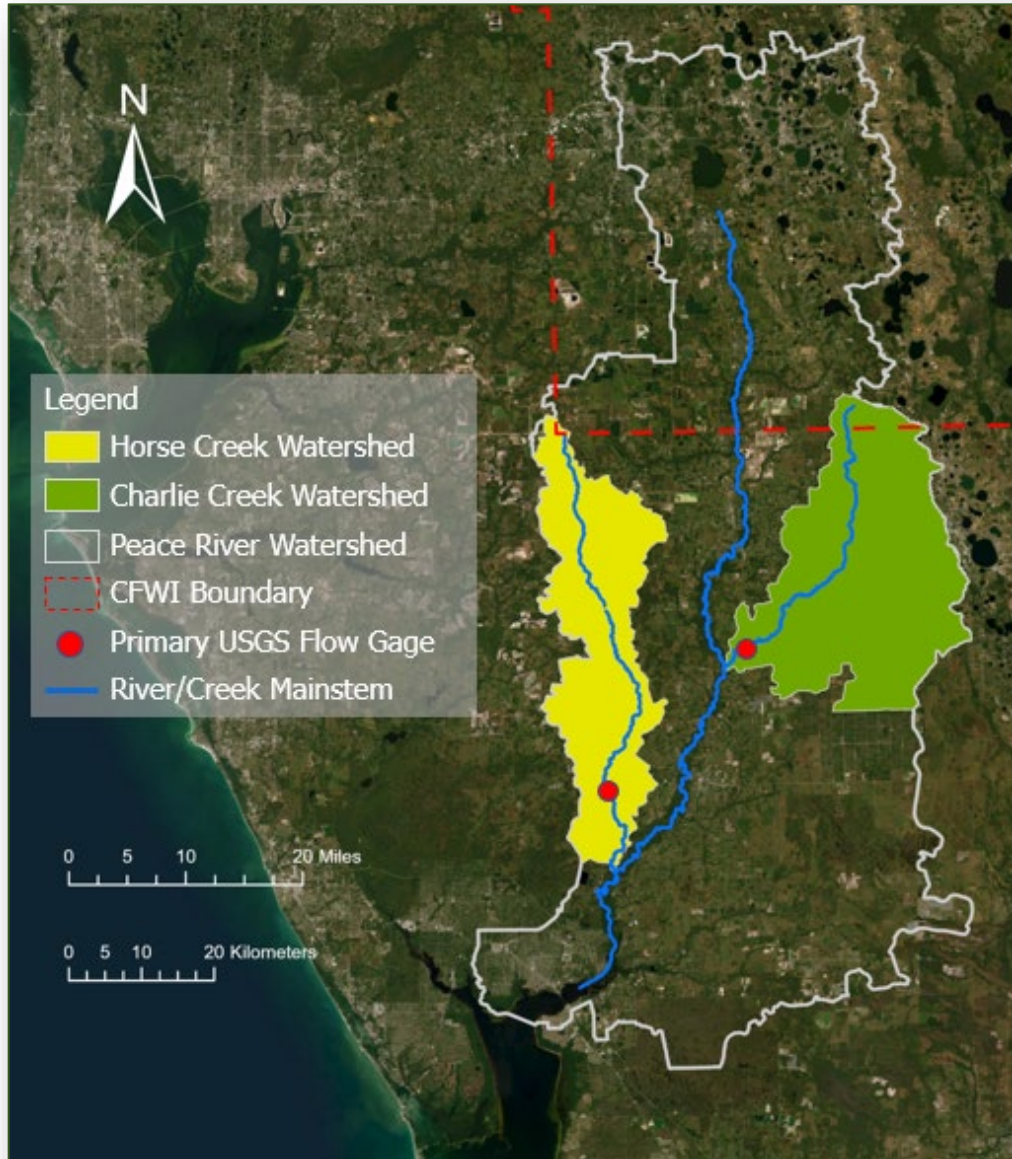 N
Legend
Horse Creek Watershed
Charlie Creek Watershed
Peace River Watershed
CFWI Boundary
Primary USGS Flow Gage
River/Creek Mainstem
0 5 10 20 Miles
0 5 10 20 Kilometers